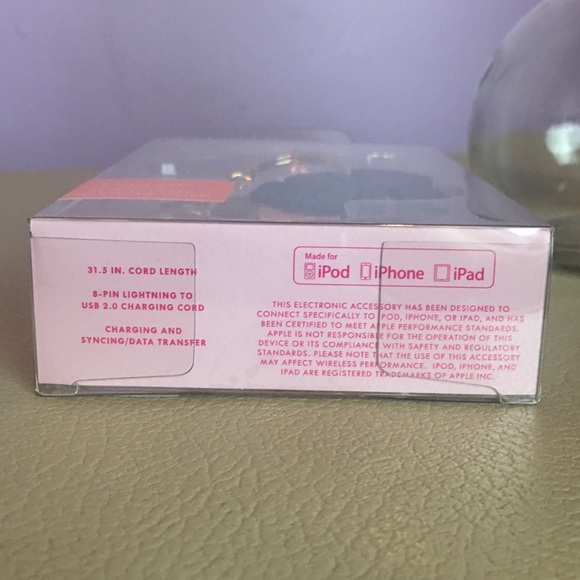 31.5 IN. CORD LENGTH
8-PIN LIGHTNING TO
USB 2.0 CHARGING CORD
CHARGING AND
SYNCING/DATA TRANSFER
Made for
iPod iPhone iPad
THIS ELECTRONIC ACCESSORY HAS BEEN DESIGNED TO
CONNECT SPECIFICALLY TO IPOD, IPHONE, OR IPAD, AND HAS
BEEN CERTIFIED TO MEET APPLE PERFORMANCE STANDARDS.
APPLE IS NOT RESPONSIBLE FOR THE OPERATION OF THIS
DEVICE OR ITS COMPLIANCE WITH SAFETY AND REGULATORY
STANDARDS. PLEASE NOTE THAT THE USE OF THIS ACCESSORY
MAY AFFECT WIRELESS PERFORMANCE. IPOD, IPHONE, AND
IPAD ARE REGISTERED TRADEMARKS OF APPLE INC.